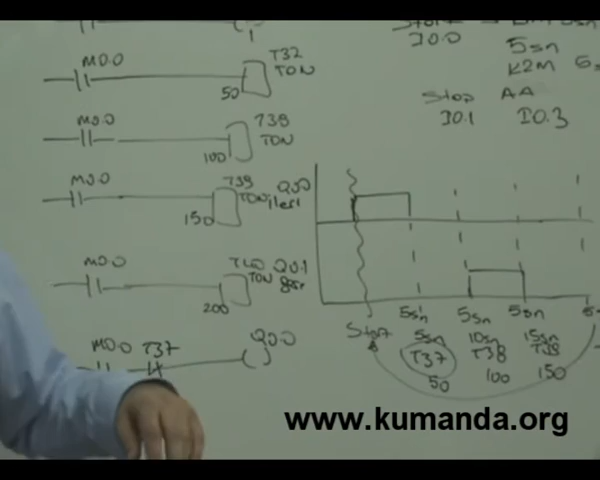 M0.0
T32
TON
50
M0.0
T38
TON
100
M0.0
T39
TON
Q0.0
ileri
150
M0.0
T40
TON
Q0.1
geri
200
M0.0 T37
Q0.0
I0.0
5sn
K2M
Stop AA
I0.1 I0.3
Start
5sn 5sn 5sn
5sn 10sn 15sn
T37 T38 T39
50 100 150
www.kumanda.org